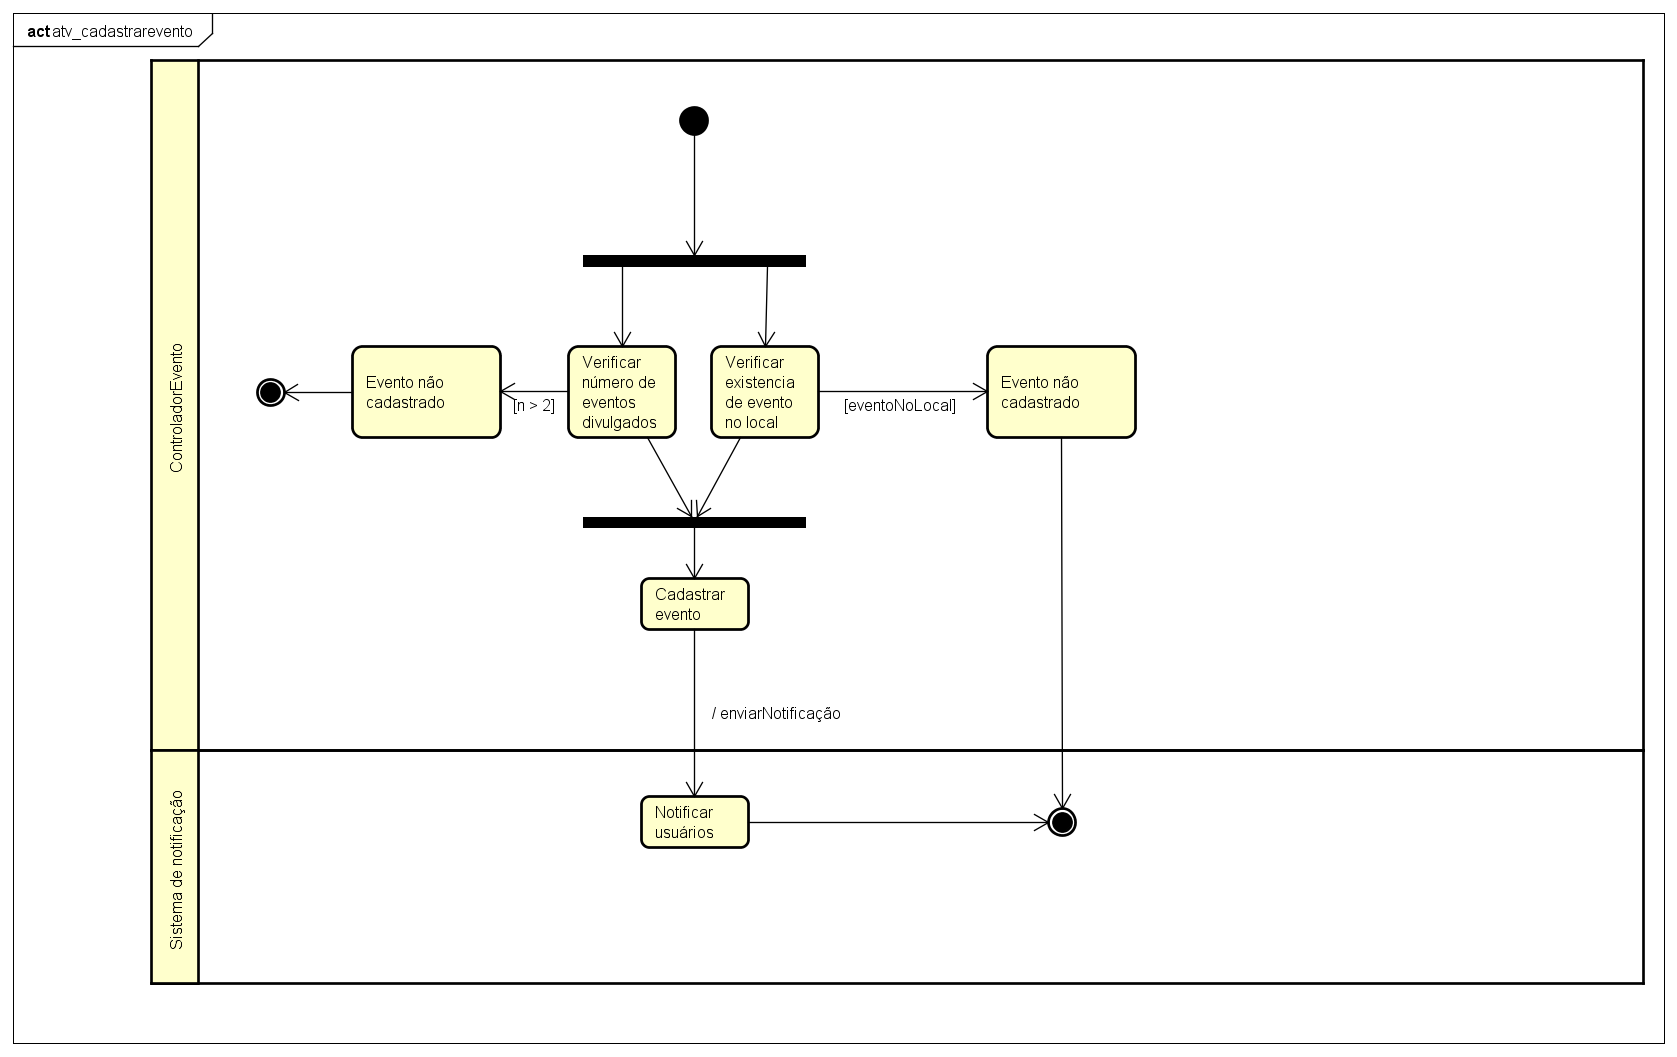 act atv_cadastrarevento
ControladorEvento
Evento não
cadastrado
[n > 2]
Verificar
número de
eventos
divulgados
Verificar
existencia
de evento
no local
[eventoNoLocal]
Evento não
cadastrado
Cadastrar
evento
/ enviarNotificação
Sistema de notificação
Notificar
usuários